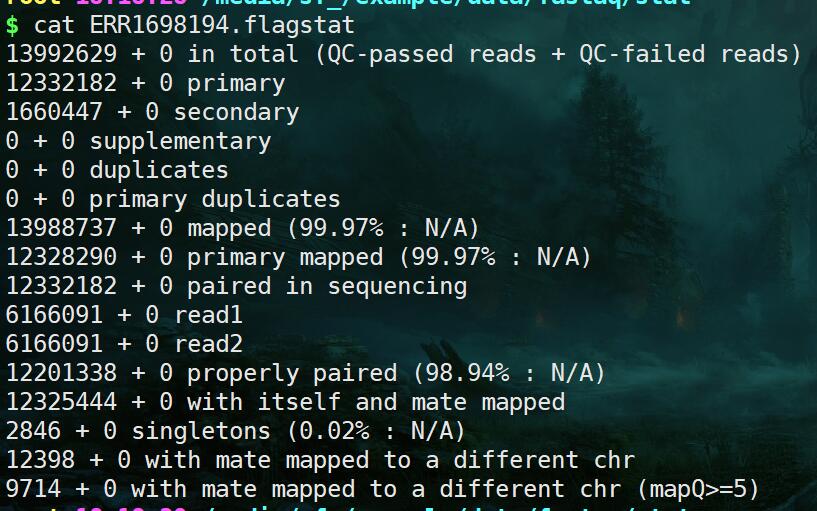 $ cat ERR1698194.flagstat
13992629 + 0 in total (QC-passed reads + QC-failed reads)
12332182 + 0 primary
1660447 + 0 secondary
0 + 0 supplementary
0 + 0 duplicates
0 + 0 primary duplicates
13988737 + 0 mapped (99.97% : N/A)
12328290 + 0 primary mapped (99.97% : N/A)
12332182 + 0 paired in sequencing
6166091 + 0 read1
6166091 + 0 read2
12201338 + 0 properly paired (98.94% : N/A)
12325444 + 0 with itself and mate mapped
2846 + 0 singletons (0.02% : N/A)
12398 + 0 with mate mapped to a different chr
9714 + 0 with mate mapped to a different chr (mapQ>=5)